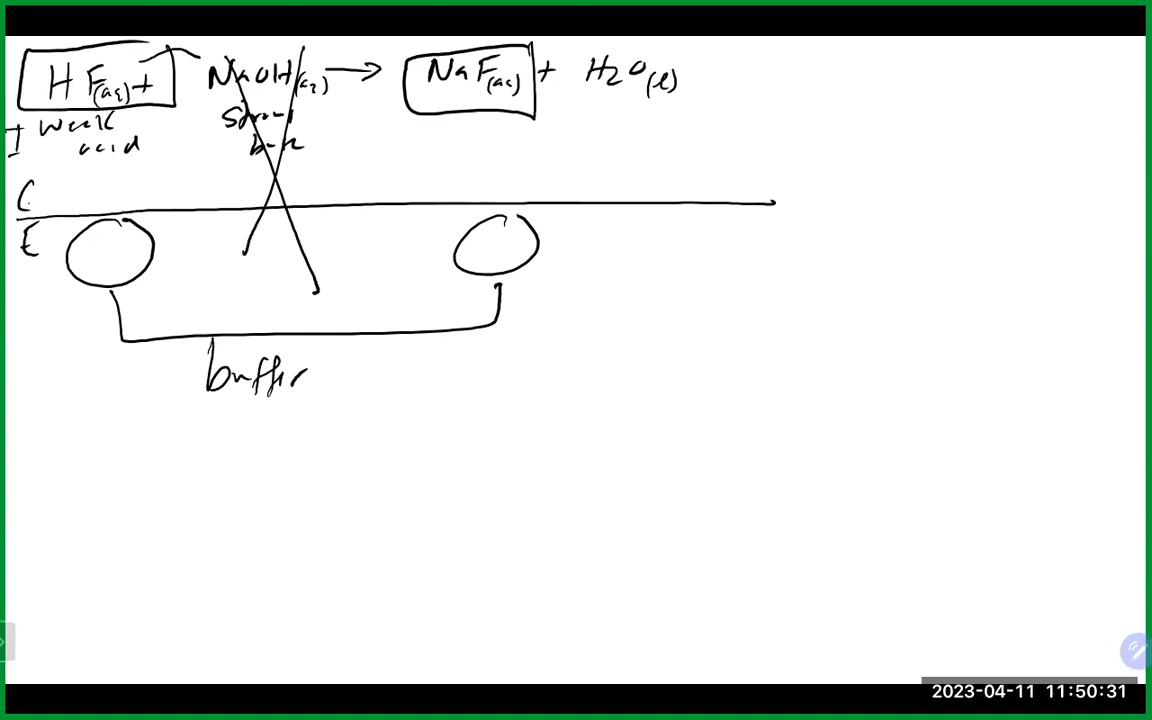 HF(aq) + NaOH(aq) → NaF(aq) + H2O(l)
weak strong
I acid base
C
E
buffer
2023-04-11 11:50:31